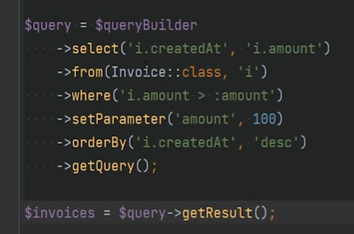 $query = $queryBuilder
->select('i.createdAt', 'i.amount')
->from(Invoice::class, 'i')
->where('i.amount > :amount')
->setParameter('amount', 100)
->orderBy('i.createdAt', 'desc')
->getQuery();
$invoices = $query->getResult();